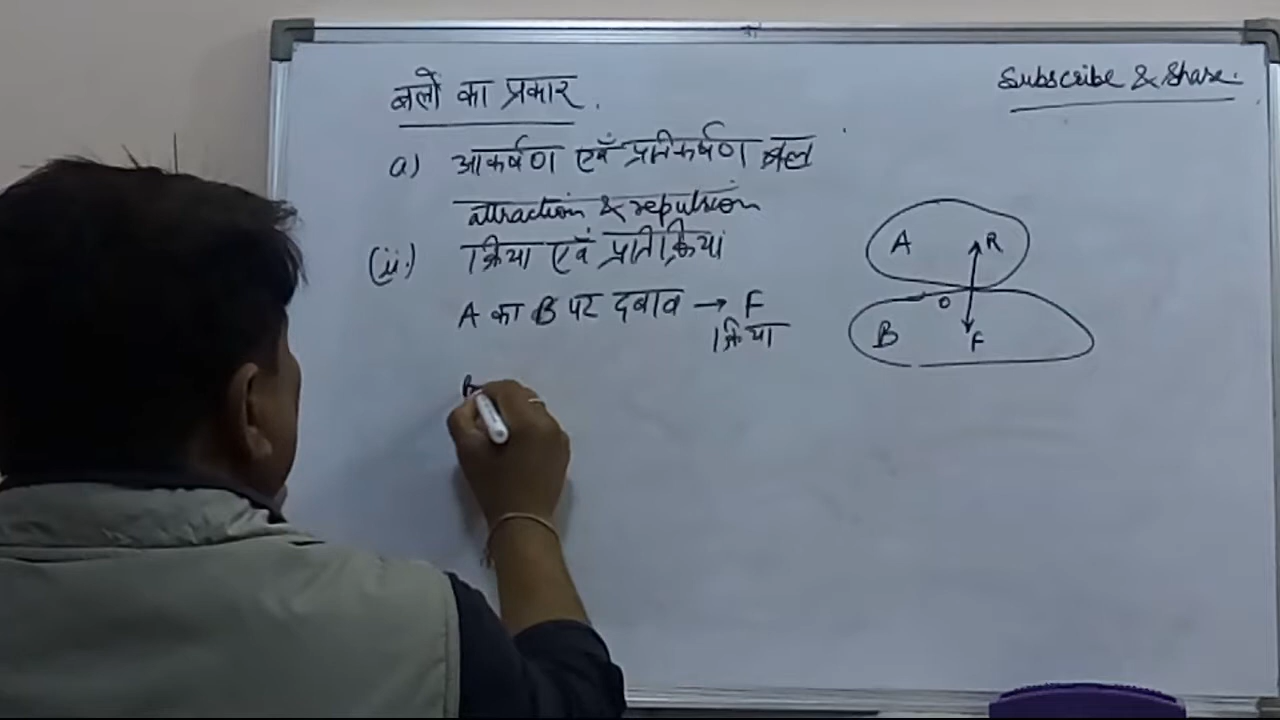 बलों का प्रकार.
Subscribe & Share.
a) आकर्षण एवं प्रतिकर्षण बल
attraction & repulsion
(ii) क्रिया एवं प्रतिक्रिया
A का B पर दबाव → F
क्रिया
B
A
R
O
B
F